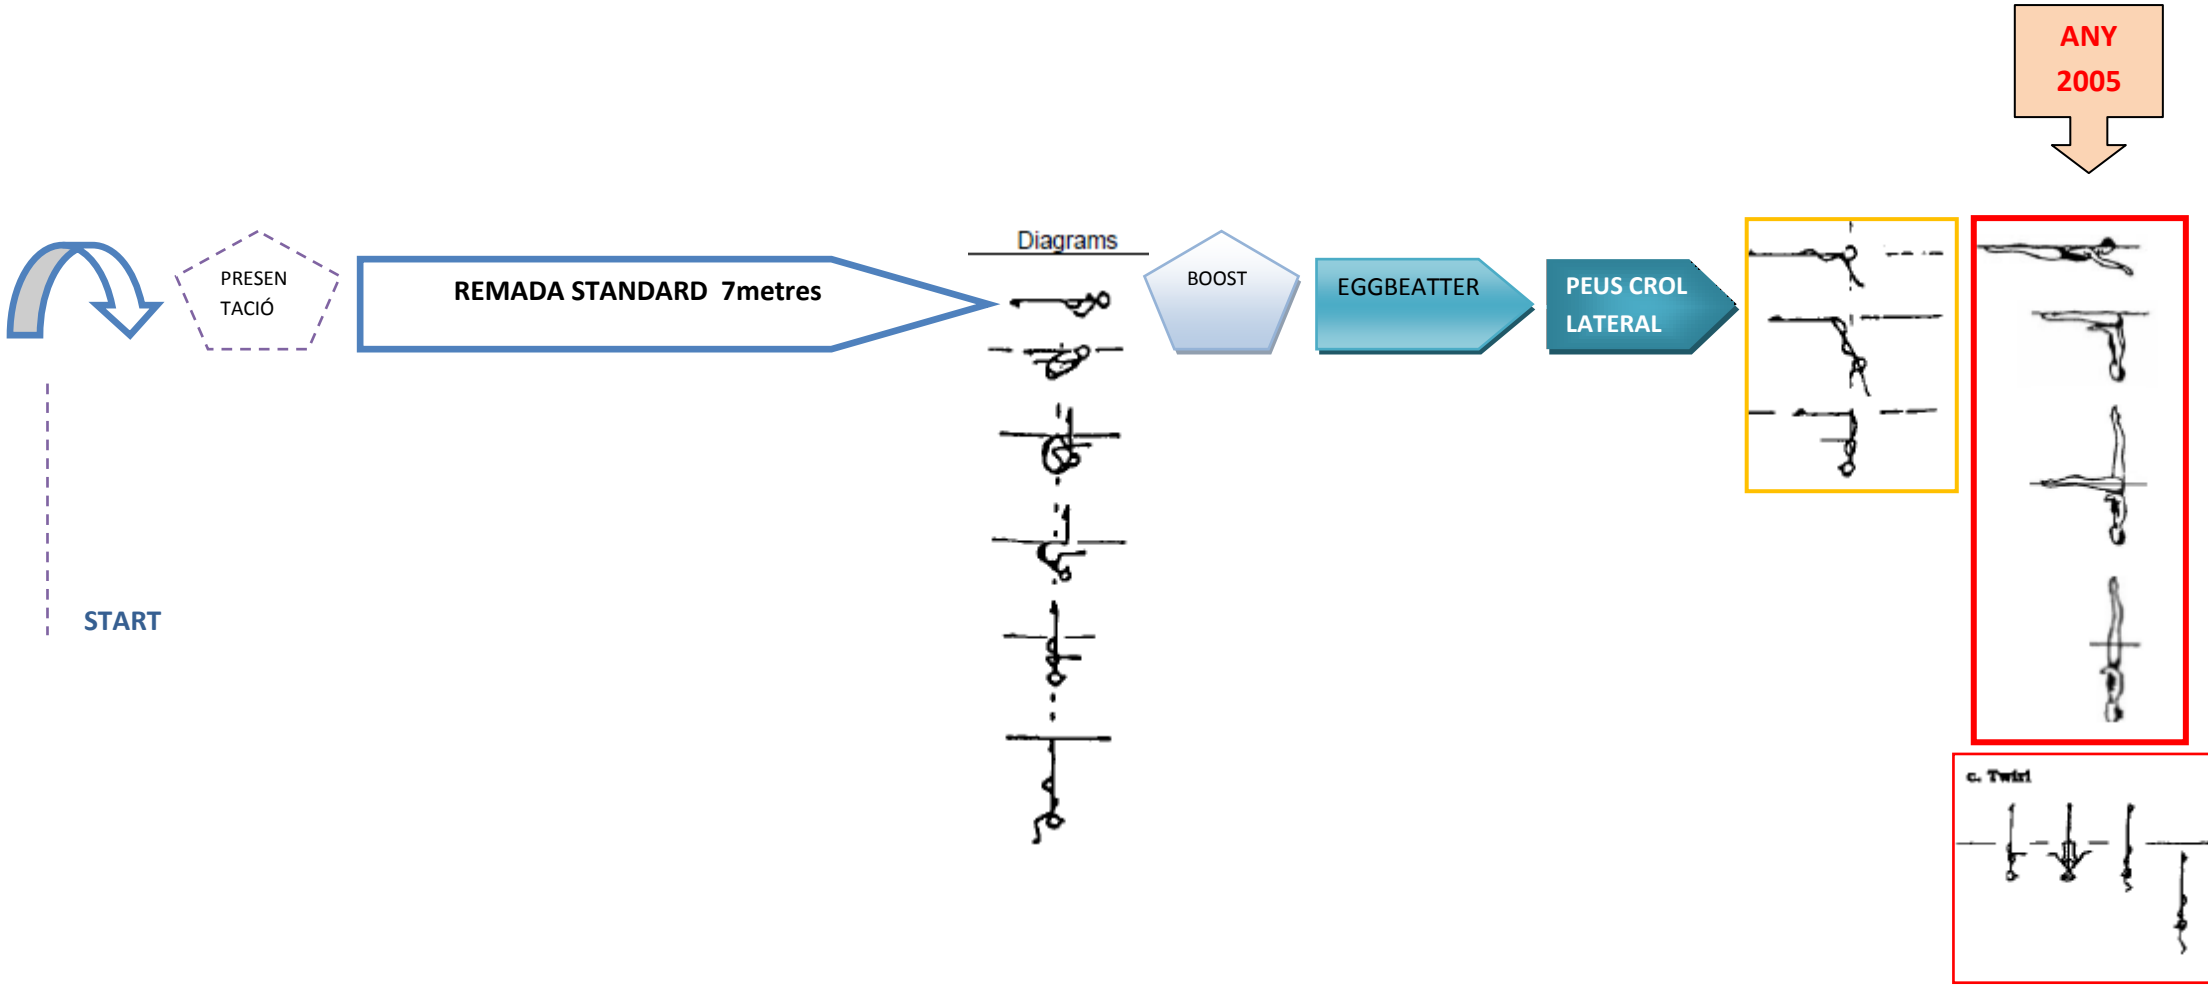 ANY
2005
Diagrams
PRESEN
TACIÓ
REMADA STANDARD 7metres
BOOST
EGGBEATTER
PEUS CROL
LATERAL
START
c. Twirl